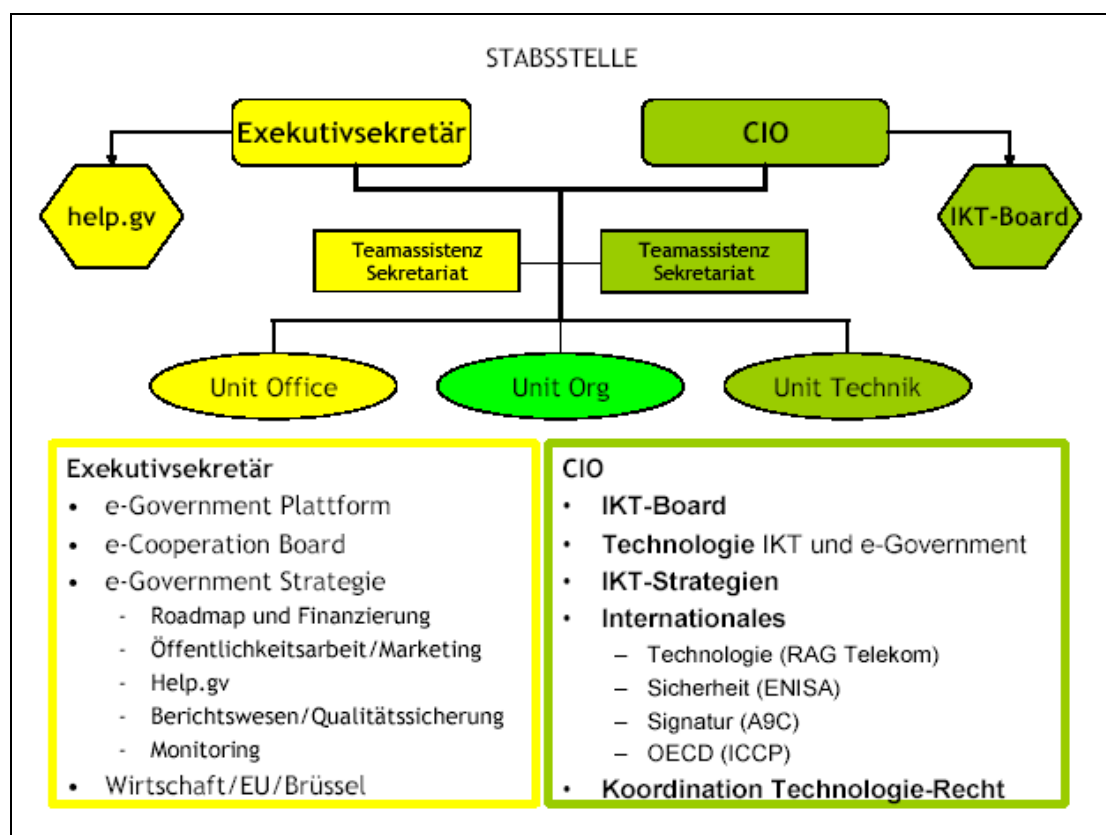 STABSSTELLE
Exekutivsekretär
CIO
help.gv
IKT-Board
Teamassistenz
Sekretariat
Teamassistenz
Sekretariat
Unit Office
Unit Org
Unit Technik
Exekutivsekretär
• e-Government Plattform
• e-Cooperation Board
• e-Government Strategie
- Roadmap und Finanzierung
- Öffentlichkeitsarbeit/Marketing
- Help.gv
- Berichtswesen/Qualitätssicherung
- Monitoring
• Wirtschaft/EU/Brüssel
CIO
• IKT-Board
• Technologie IKT und e-Government
• IKT-Strategien
• Internationales
– Technologie (RAG Telekom)
– Sicherheit (ENISA)
– Signatur (A9C)
– OECD (ICCP)
• Koordination Technologie-Recht